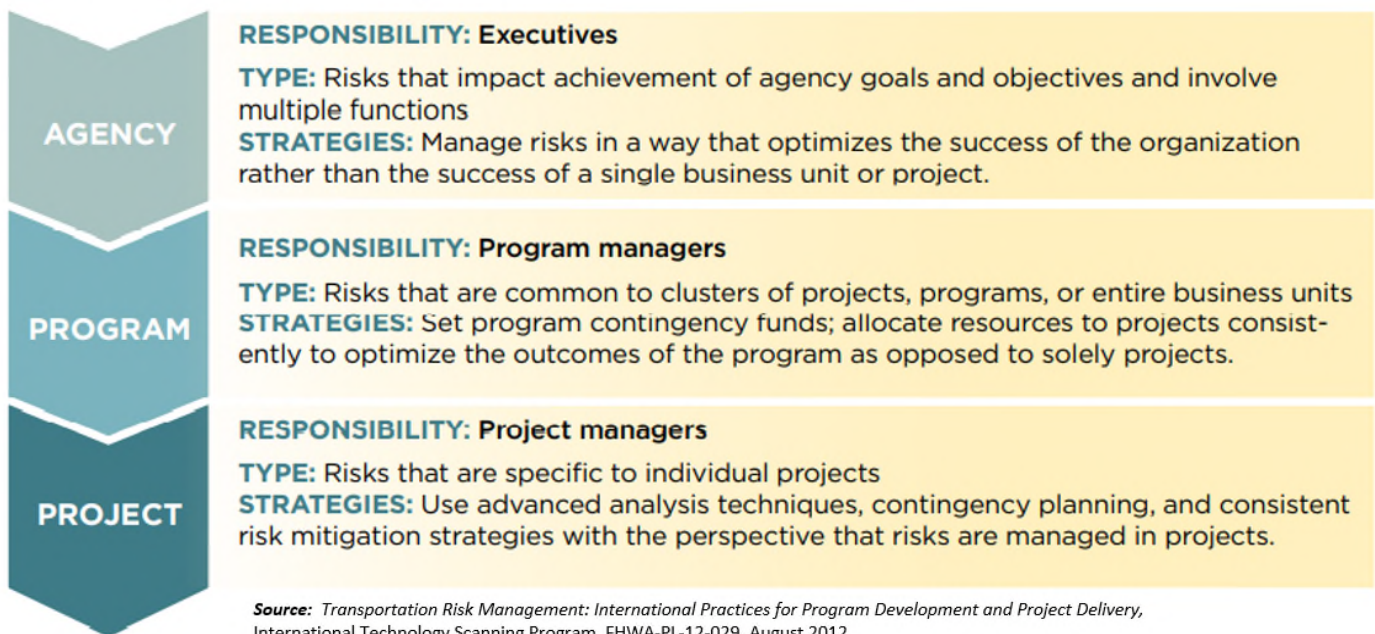 RESPONSIBILITY: Executives
TYPE: Risks that impact achievement of agency goals and objectives and involve
multiple functions
AGENCY
STRATEGIES: Manage risks in a way that optimizes the success of the organization
rather than the success of a single business unit or project.
RESPONSIBILITY: Program managers
TYPE: Risks that are common to clusters of projects, programs, or entire business units
PROGRAM
STRATEGIES: Set program contingency funds; allocate resources to projects consist-
ently to optimize the outcomes of the program as opposed to solely projects.
RESPONSIBILITY: Project managers
TYPE: Risks that are specific to individual projects
PROJECT
STRATEGIES: Use advanced analysis techniques, contingency planning, and consistent
risk mitigation strategies with the perspective that risks are managed in projects.
Source: Transportation Risk Management: International Practices for Program Development and Project Delivery,
International Technology Scanning Program, FHWA-PL-12-029, August 2012